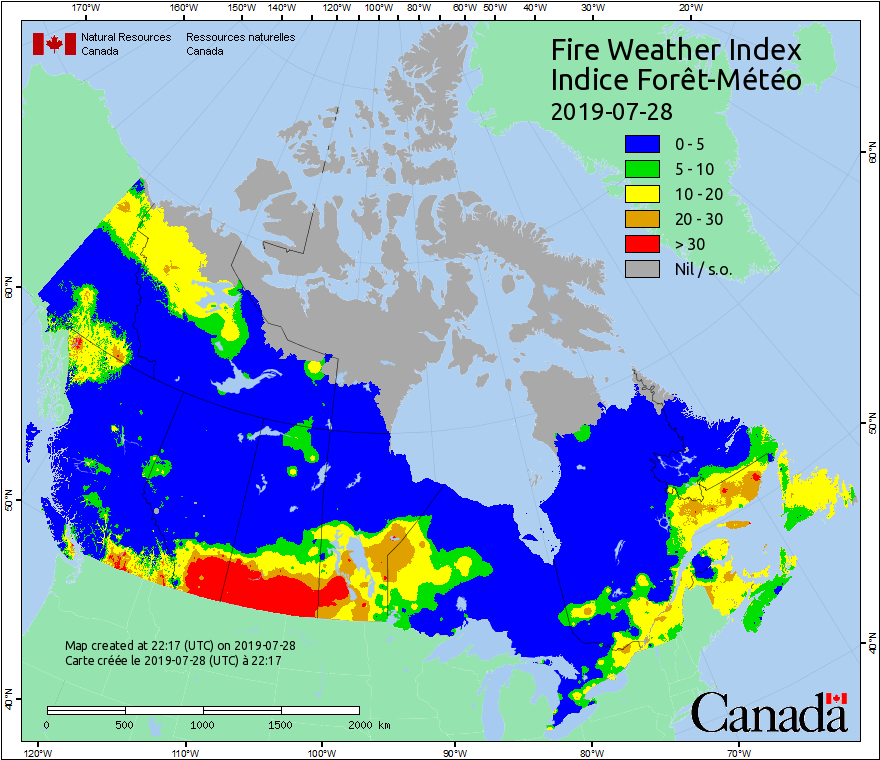 170°W 160°W 150°W 140°W 130°W 120°W 110°W 100°W 90°W 80°W 70°W 60°W 50°W 40°W 30°W 20°W
Natural Resources Ressources naturelles
Canada Canada
Fire Weather Index
Indice Forêt-Météo
2019-07-28
0 - 5
5 - 10
10 - 20
20 - 30
> 30
Nil / s.o.
60°N
60°N
50°N
50°N
40°N
40°N
Map created at 22:17 (UTC) on 2019-07-28
Carte créée le 2019-07-28 (UTC) à 22:17
0 500 1000 1500 2000 km
Canada
120°W 110°W 100°W 90°W 80°W 70°W